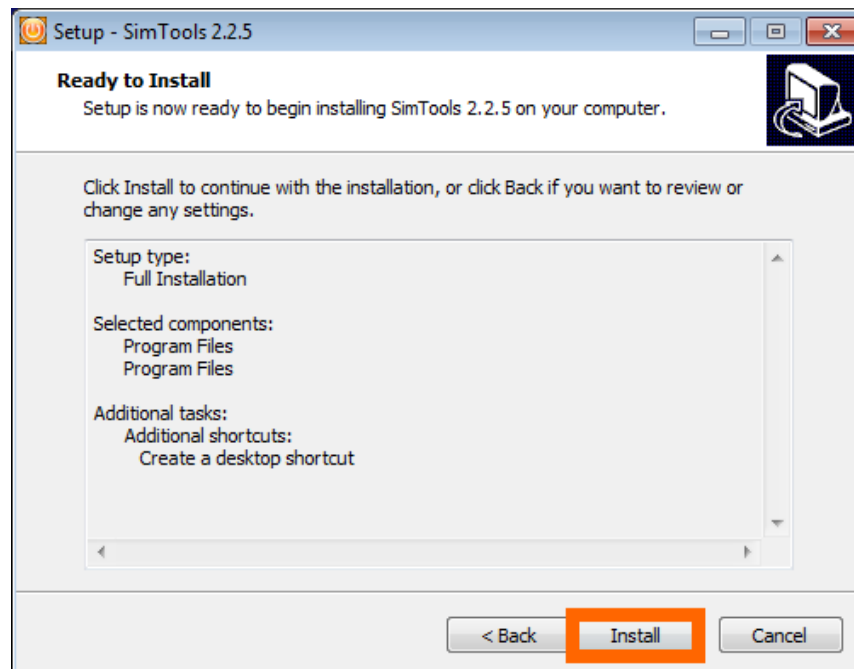 Setup - SimTools 2.2.5
Ready to Install
Setup is now ready to begin installing SimTools 2.2.5 on your computer.
Click Install to continue with the installation, or click Back if you want to review or
change any settings.
Setup type:
Full Installation
Selected components:
Program Files
Program Files
Additional tasks:
Additional shortcuts:
Create a desktop shortcut
< Back
Install
Cancel